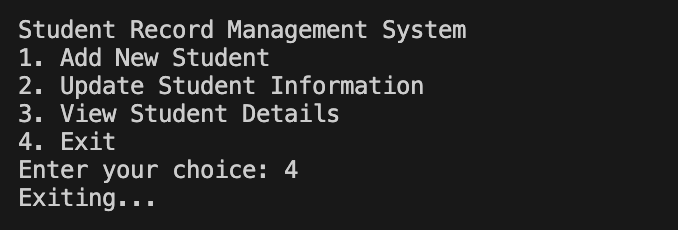 Student Record Management System
1. Add New Student
2. Update Student Information
3. View Student Details
4. Exit
Enter your choice: 4
Exiting...